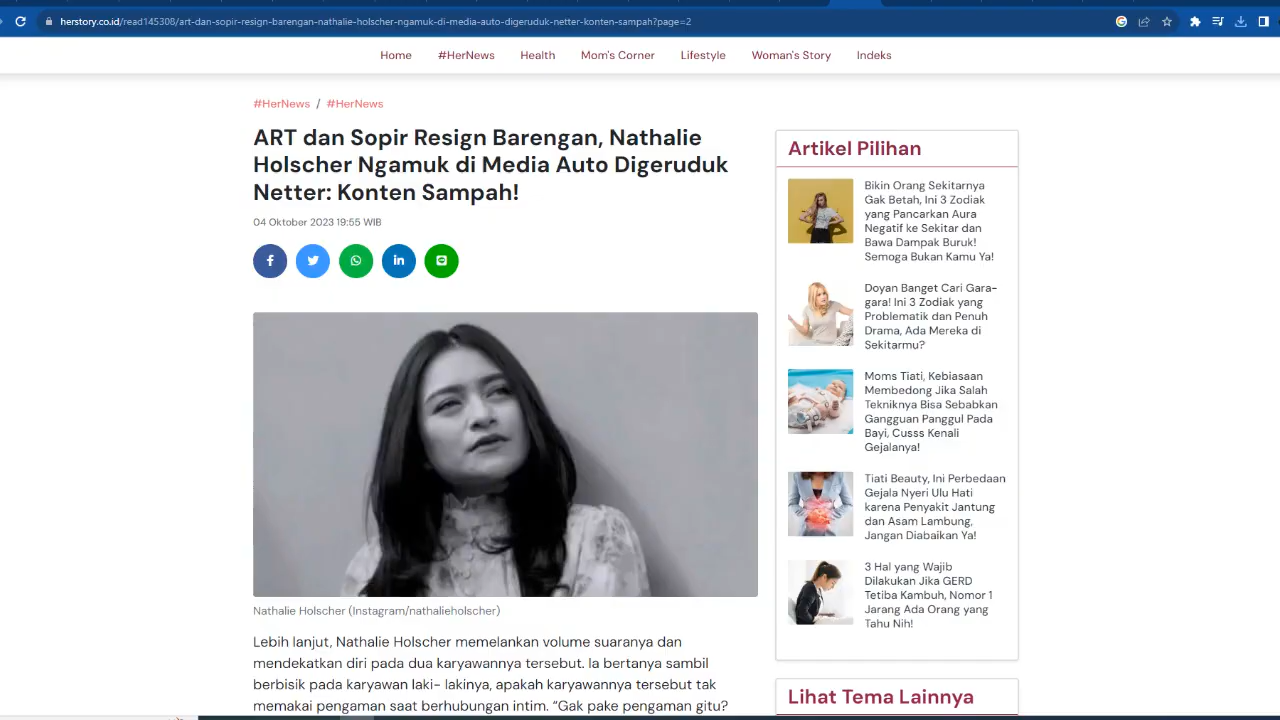 herstory.co.id/read145308/art-dan-sopir-resign-barengan-nathalie-holscher-ngamuk-di-media-auto-digeruduk-netter-konten-sampah?page=2
Home #HerNews Health Mom's Corner Lifestyle Woman's Story Indeks
#HerNews / #HerNews
ART dan Sopir Resign Barengan, Nathalie
Holscher Ngamuk di Media Auto Digeruduk
Netter: Konten Sampah!
04 Oktober 2023 19:55 WIB
Nathalie Holscher (Instagram/nathalieholscher)
Lebih lanjut, Nathalie Holscher memelankan volume suaranya dan
mendekatkan diri pada dua karyawannya tersebut. Ia bertanya sambil
berbisik pada karyawan laki- lakinya, apakah karyawannya tersebut tak
memakai pengaman saat berhubungan intim. “Gak pake pengaman gitu?
Artikel Pilihan
Bikin Orang Sekitarnya
Gak Betah, Ini 3 Zodiak
yang Pancarkan Aura
Negatif ke Sekitar dan
Bawa Dampak Buruk!
Semoga Bukan Kamu Ya!
Doyan Banget Cari Gara-
gara! Ini 3 Zodiak yang
Problematik dan Penuh
Drama, Ada Mereka di
Sekitarmu?
Moms Tiati, Kebiasaan
Membedong Jika Salah
Tekniknya Bisa Sebabkan
Gangguan Panggul Pada
Bayi, Cusss Kenali
Gejalanya!
Tiati Beauty, Ini Perbedaan
Gejala Nyeri Ulu Hati
karena Penyakit Jantung
dan Asam Lambung,
Jangan Diabaikan Ya!
3 Hal yang Wajib
Dilakukan Jika GERD
Tetiba Kambuh, Nomor 1
Jarang Ada Orang yang
Tahu Nih!
Lihat Tema Lainnya